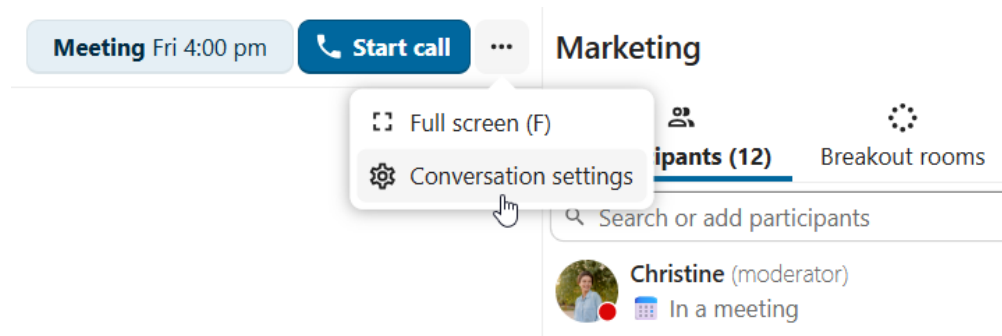 Meeting Fri 4:00 pm
Start call
Marketing
Full screen (F)
Conversation settings
ipants (12)
Breakout rooms
Search or add participants
Christine (moderator)
In a meeting